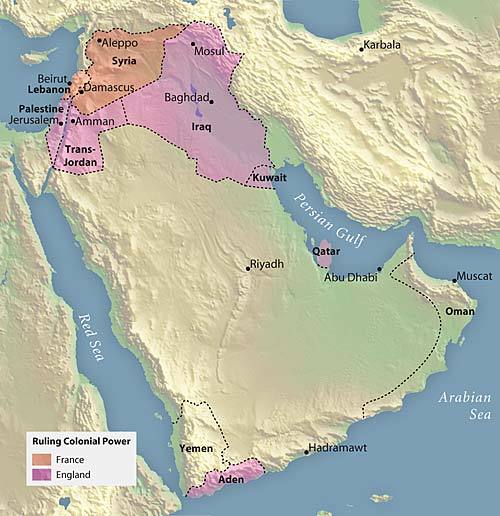 Aleppo
Syria
Mosul
Karbala
Beirut
Lebanon
Damascus
Palestine
Jerusalem
Amman
Baghdad
Iraq
Trans-
Jordan
Kuwait
Persian Gulf
Qatar
Riyadh
Abu Dhabi
Muscat
Oman
Red Sea
Arabian
Sea
Yemen
Hadramawt
Aden
Ruling Colonial Power
France
England